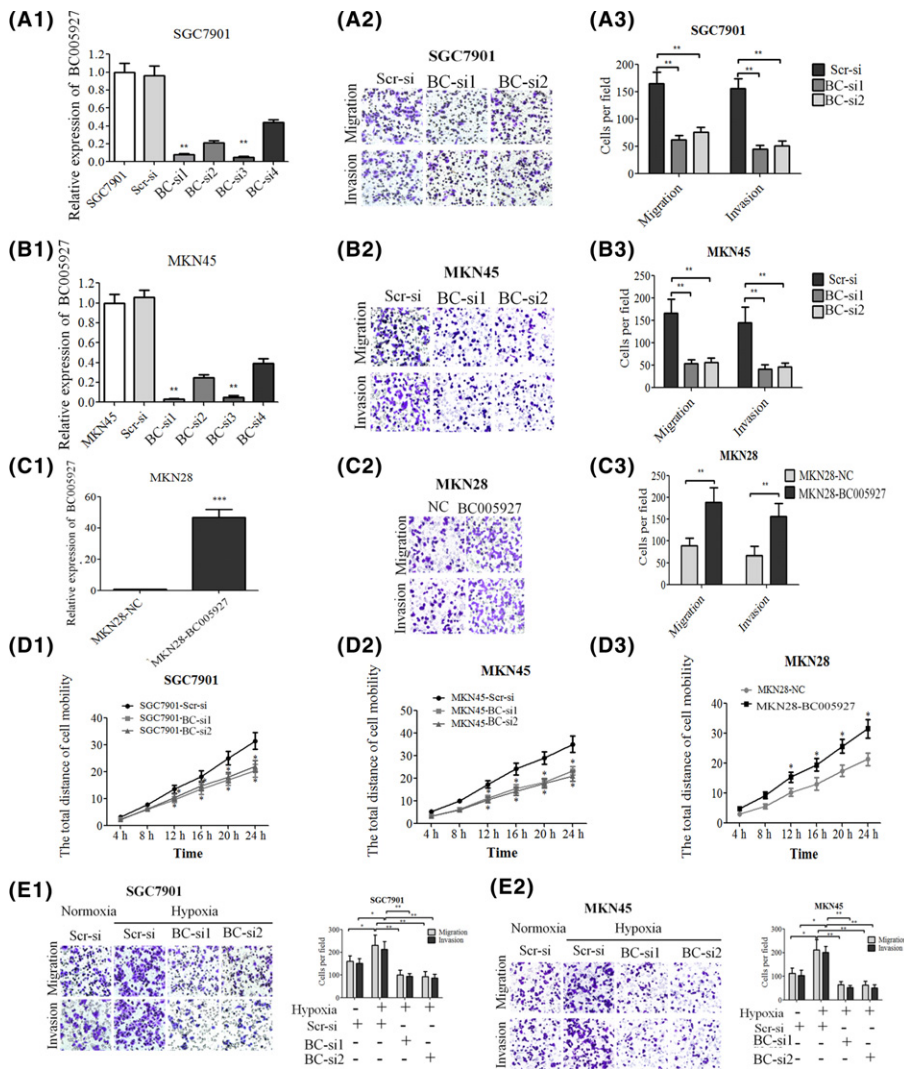 (A1)
SGC7901
Relative expression of BC005927
1.2
1.0
0.8
0.6
0.4
0.2
0.0
**
**
SGC7901
Scr-si
BC-si1
BC-si2
BC-si3
BC-si4
(A2)
SGC7901
Scr-si BC-si1 BC-si2
Migration
Invasion
(A3)
SGC7901
Cells per field
200
150
100
50
0
**
**
**
**
Migration
Invasion
Scr-si
BC-si1
BC-si2
(B1)
MKN45
Relative expression of BC005927
1.2
1.0
0.8
0.6
0.4
0.2
0.0
**
**
MKN45
Scr-si
BC-si1
BC-si2
BC-si3
BC-si4
(B2)
MKN45
Scr-si BC-si1 BC-si2
Migration
Invasion
(B3)
MKN45
Cells per field
250
200
150
100
50
0
**
**
**
**
Migration
Invasion
Scr-si
BC-si1
BC-si2
(C1)
MKN28
Relative expression of BC005927
60
40
20
0
***
MKN28-NC
MKN28-BC005927
(C2)
MKN28
NC BC005927
Migration
Invasion
(C3)
MKN28
Cells per field
250
200
150
100
50
0
**
**
Migration
Invasion
MKN28-NC
MKN28-BC005927
(D1)
SGC7901
The total distance of cell mobility
40
30
20
10
0
SGC7901-Scr-si
SGC7901-BC-si1
SGC7901-BC-si2
4 h 8 h 12 h 16 h 20 h 24 h
Time
(D2)
MKN45
The total distance of cell mobility
40
30
20
10
0
MKN45-Scr-si
MKN45-BC-si1
MKN45-BC-si2
4 h 8 h 12 h 16 h 20 h 24 h
Time
(D3)
MKN28
The total distance of cell mobility
40
30
20
10
0
MKN28-NC
MKN28-BC005927
* * * *
4 h 8 h 12 h 16 h 20 h 24 h
Time
(E1)
SGC7901
Normoxia Hypoxia
Scr-si Scr-si BC-si1 BC-si2
Migration
Invasion
SGC7901
Cells per field
300
200
100
0
Migration
Invasion
Hypoxia - + + +
Scr-si + + - -
BC-si1 - - + -
BC-si2 - - - +
(E2)
MKN45
Normoxia Hypoxia
Scr-si Scr-si BC-si1 BC-si2
Migration
Invasion
MKN45
Cells per field
300
200
100
0
Migration
Invasion
Hypoxia - + + +
Scr-si + + - -
BC-si1 - - + -
BC-si2 - - - +